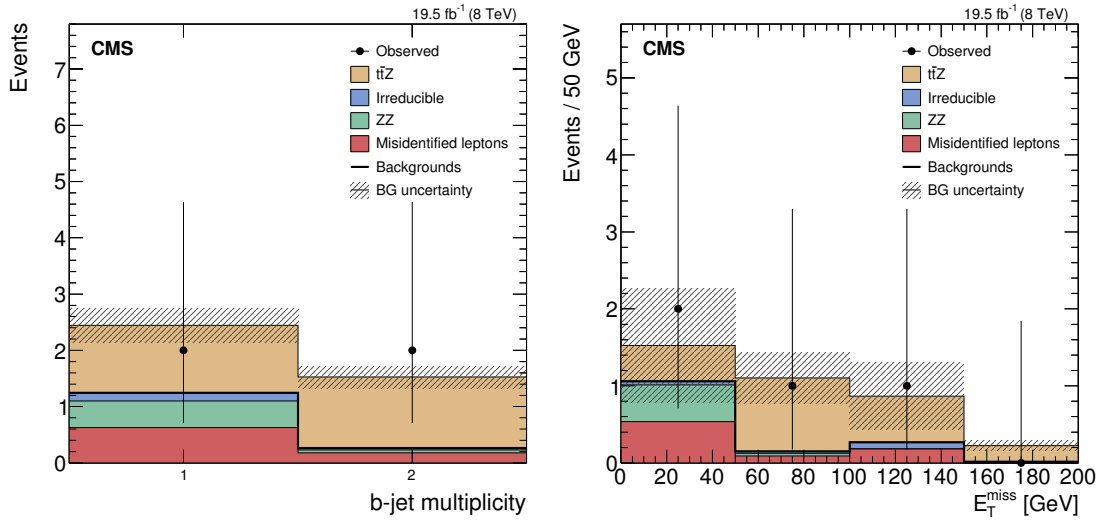 19.5 fb⁻¹ (8 TeV)
CMS
Events
7
6
5
4
3
2
1
0
Observed
tt̄Z
Irreducible
ZZ
Misidentified leptons
Backgrounds
BG uncertainty
1 2
b-jet multiplicity
19.5 fb⁻¹ (8 TeV)
CMS
Events / 50 GeV
5
4
3
2
1
0
Observed
tt̄Z
Irreducible
ZZ
Misidentified leptons
Backgrounds
BG uncertainty
0 20 40 60 80 100 120 140 160 180 200
E_T^miss [GeV]